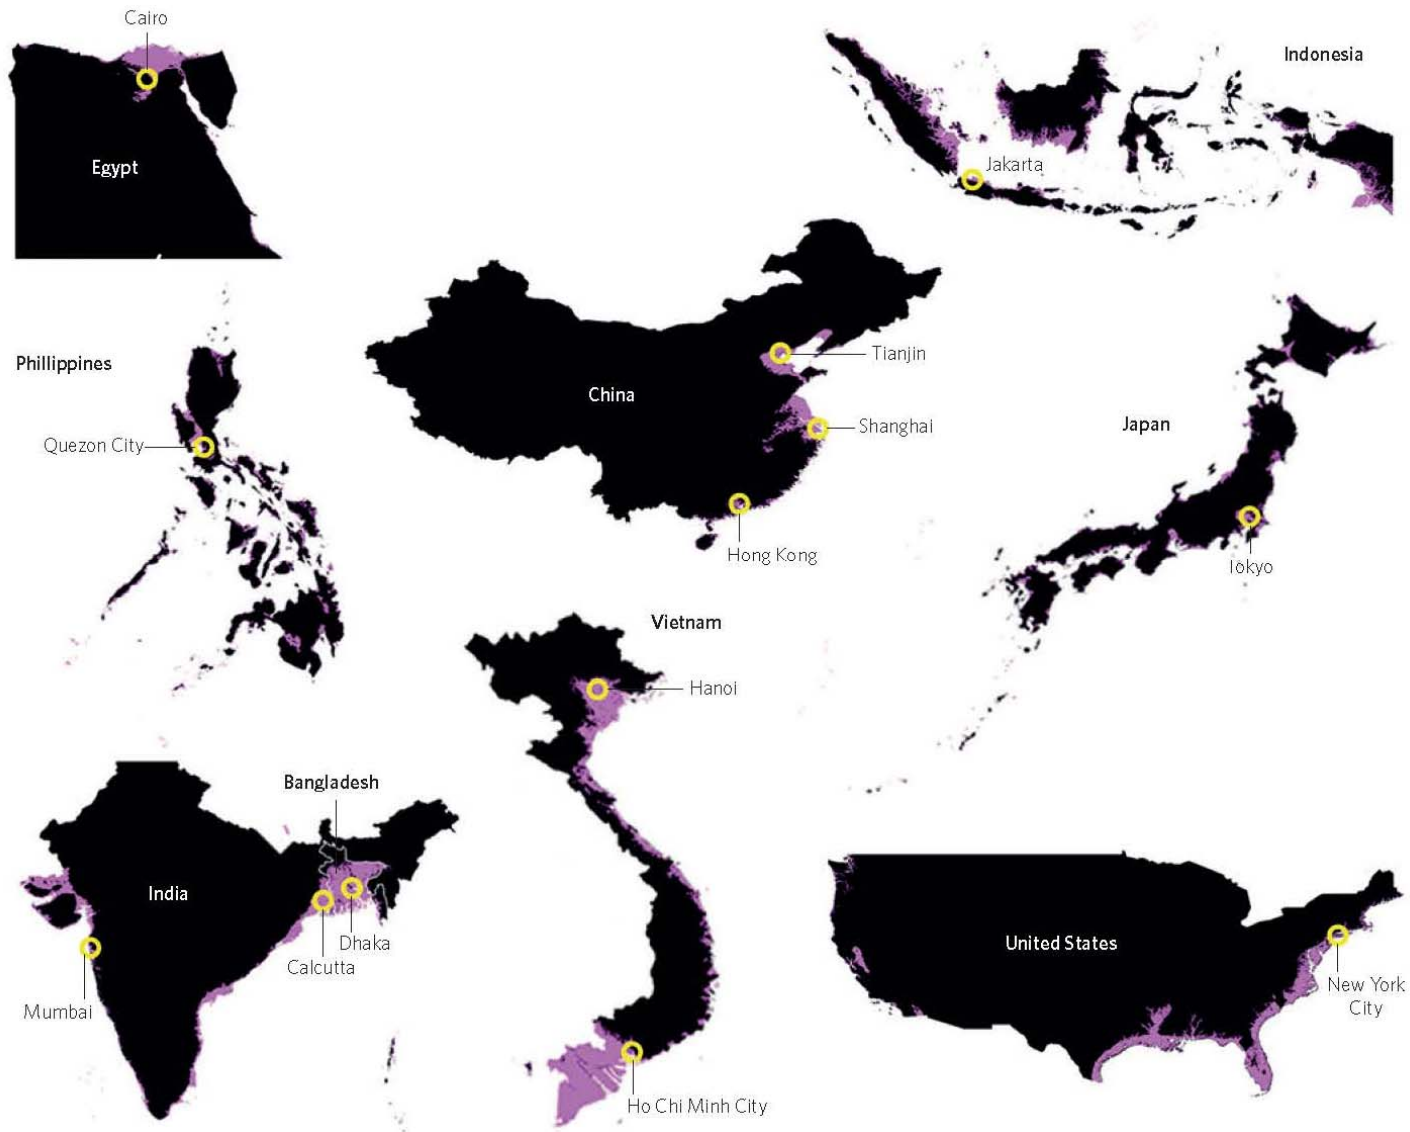 Cairo
Indonesia
Egypt
Jakarta
Phillippines
Tianjin
China
Shanghai
Japan
Quezon City
Hong Kong
Tokyo
Vietnam
Hanoi
Bangladesh
India
United States
Dhaka
Calcutta
New York
City
Mumbai
Ho Chi Minh City